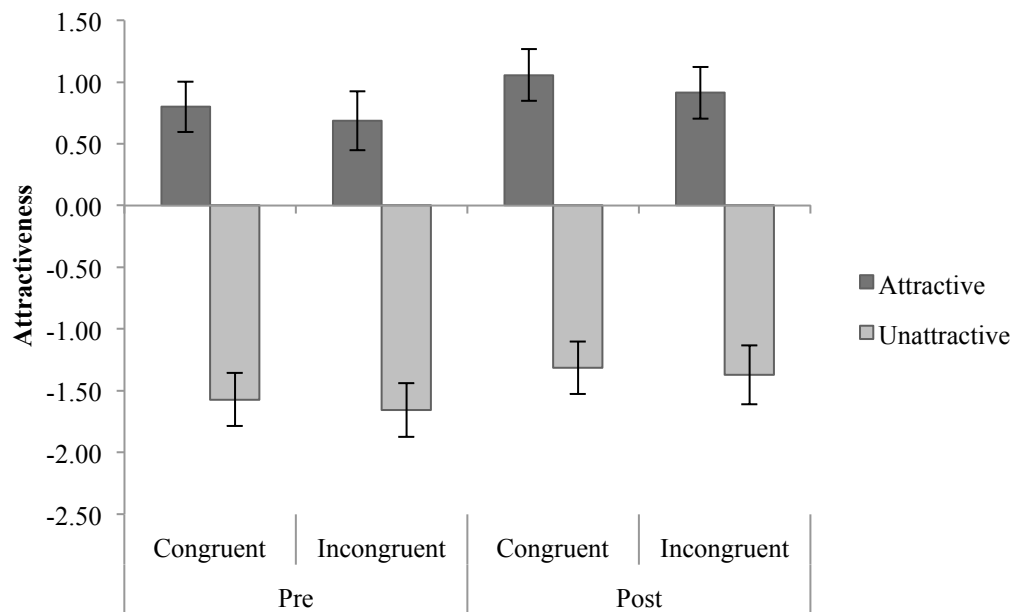 1.50
1.00
0.50
0.00
-0.50
-1.00
-1.50
-2.00
-2.50
Attractiveness
Attractive
Unattractive
Congruent Incongruent Congruent Incongruent
Pre Post